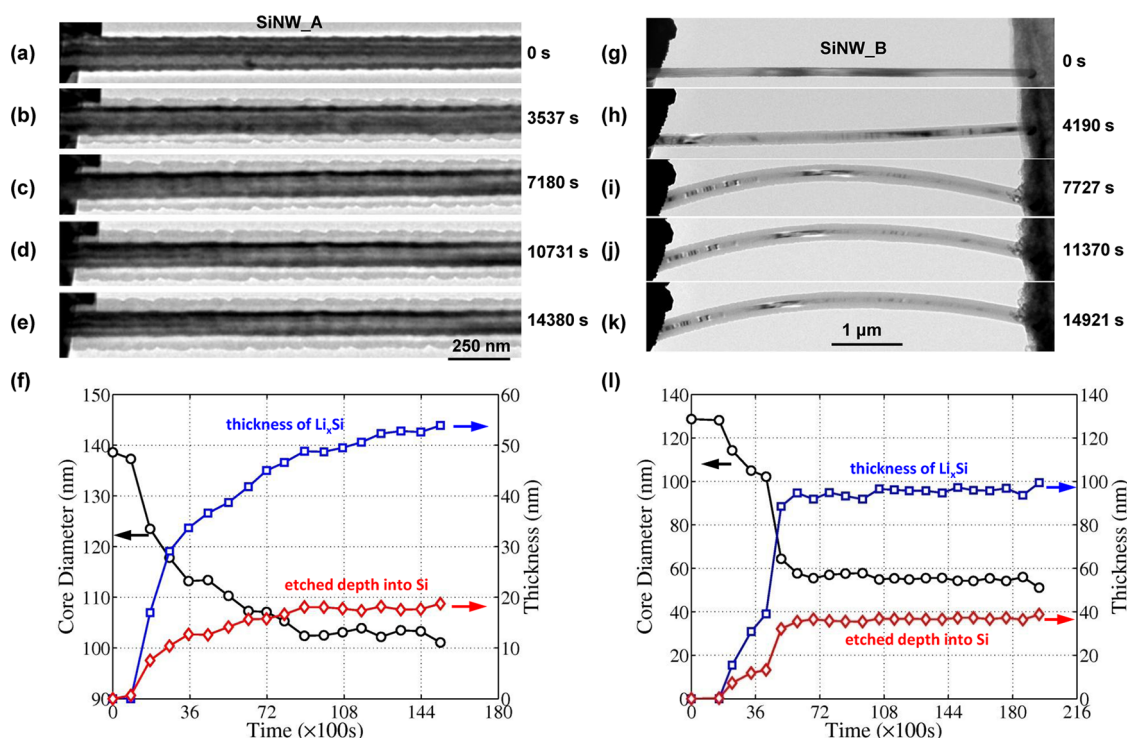 SiNW_A
(a)
0 s
(b)
3537 s
(c)
7180 s
(d)
10731 s
(e)
14380 s
250 nm
SiNW_B
(g)
0 s
(h)
4190 s
(i)
7727 s
(j)
11370 s
(k)
14921 s
1 µm
(f)
150
140
130
120
110
100
90
Core Diameter (nm)
thickness of LixSi
etched depth into Si
60
50
40
30
20
10
0
Thickness (nm)
0 36 72 108 144 180
Time (×100s)
(l)
140
120
100
80
60
40
20
0
Core Diameter (nm)
thickness of LixSi
etched depth into Si
140
120
100
80
60
40
20
0
Thickness (nm)
0 36 72 108 144 180 216
Time (×100s)